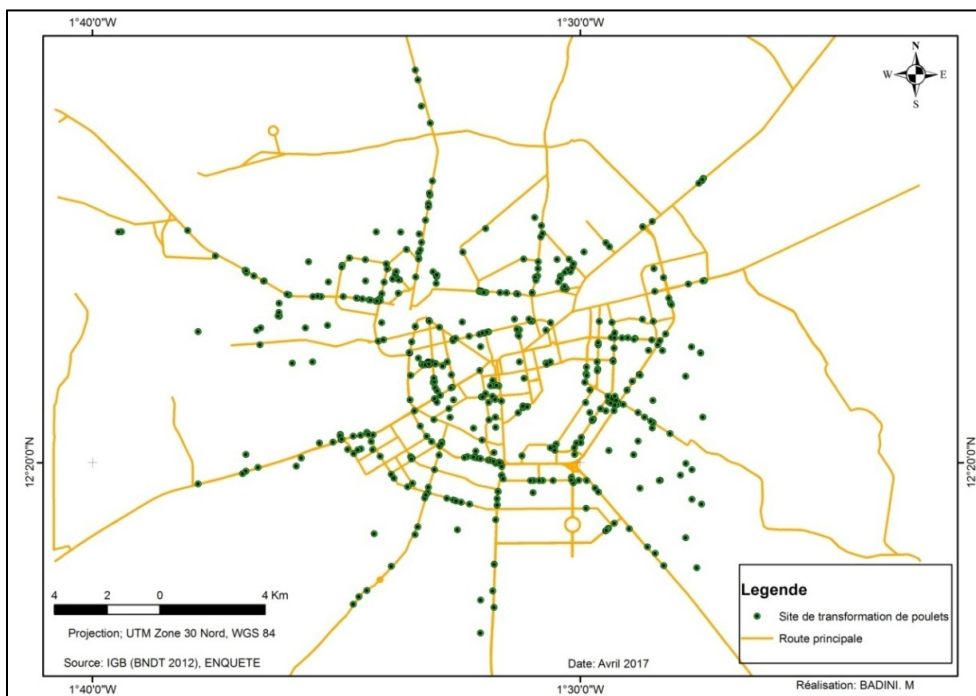 1°40'0"W 1°30'0"W
N
W E
S
12°20'0"N 12°20'0"N
4 2 0 4 Km
Projection; UTM Zone 30 Nord, WGS 84
Source: IGB (BNDT 2012), ENQUETE
Date: Avril 2017
Legende
Site de transformation de poulets
Route principale
1°40'0"W 1°30'0"W
Réalisation: BADINI. M